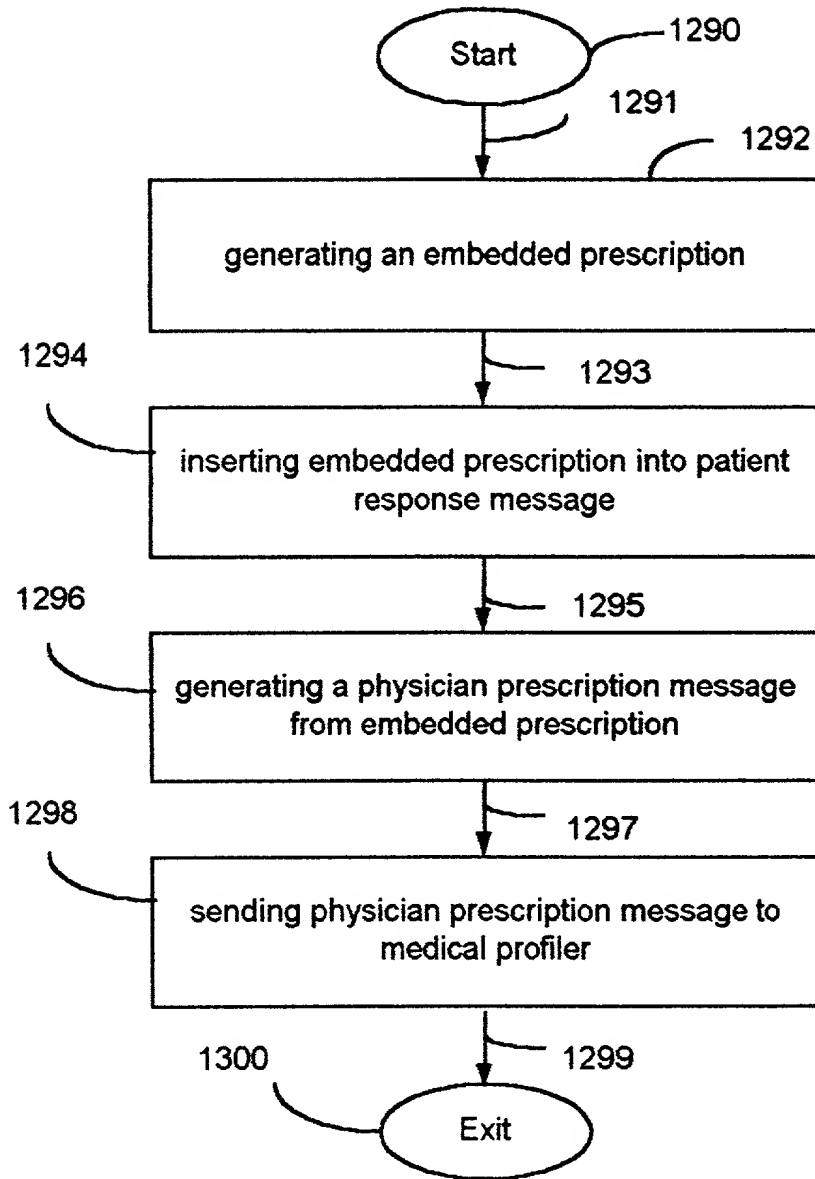 Start
1290
1291
1292
generating an embedded prescription
1293
1294
inserting embedded prescription into patient
response message
1295
1296
generating a physician prescription message
from embedded prescription
1297
1298
sending physician prescription message to
medical profiler
1299
1300
Exit